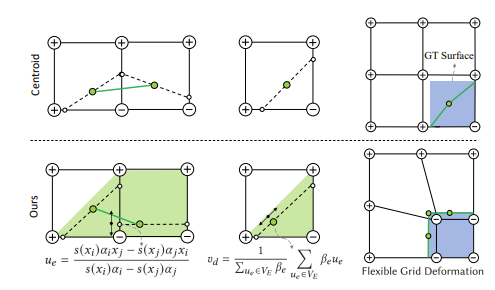 Centroid
GT Surface
Ours
u_e = \frac{s(x_i)\alpha_i x_j - s(x_j)\alpha_j x_i}{s(x_i)\alpha_i - s(x_j)\alpha_j}
v_d = \frac{1}{\sum_{u_e \in V_E} \beta_e} \sum_{u_e \in V_E} \beta_e u_e
Flexible Grid Deformation